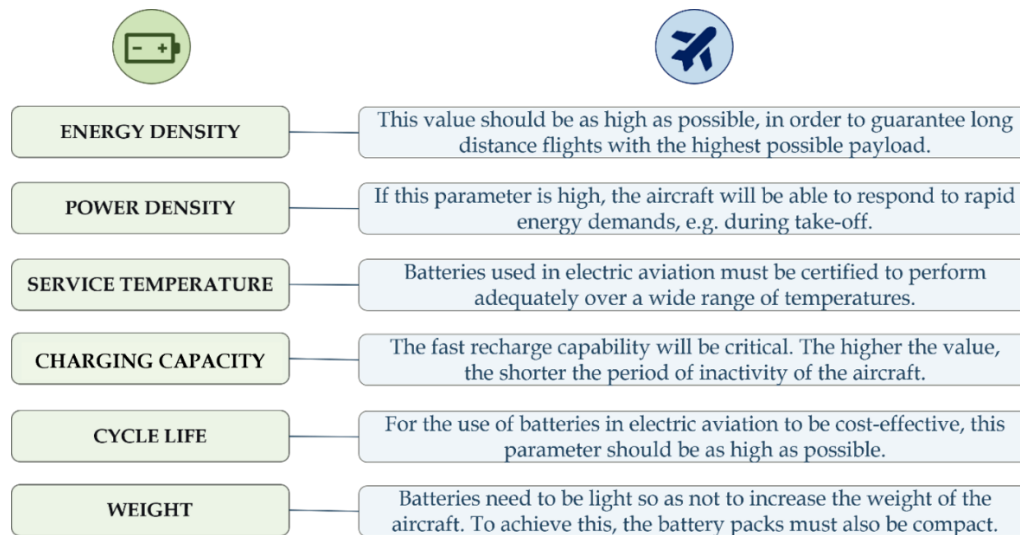 ENERGY DENSITY
This value should be as high as possible, in order to guarantee long
distance flights with the highest possible payload.
POWER DENSITY
If this parameter is high, the aircraft will be able to respond to rapid
energy demands, e.g. during take-off.
SERVICE TEMPERATURE
Batteries used in electric aviation must be certified to perform
adequately over a wide range of temperatures.
CHARGING CAPACITY
The fast recharge capability will be critical. The higher the value,
the shorter the period of inactivity of the aircraft.
CYCLE LIFE
For the use of batteries in electric aviation to be cost-effective, this
parameter should be as high as possible.
WEIGHT
Batteries need to be light so as not to increase the weight of the
aircraft. To achieve this, the battery packs must also be compact.